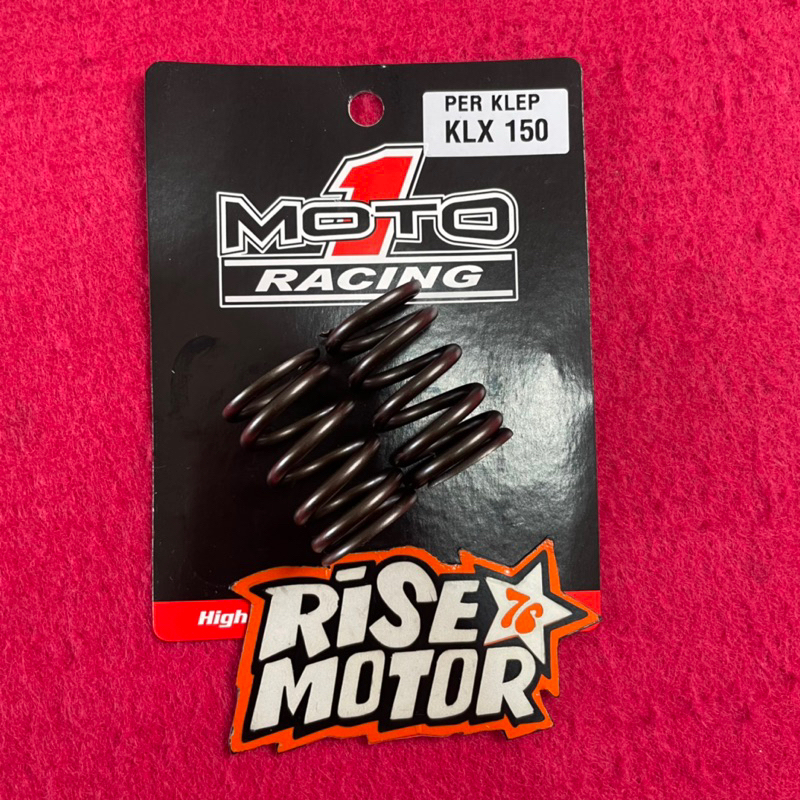 PER KLEP
KLX 150
1
MOTO
RACING
High
RiSE
76
MOTOR